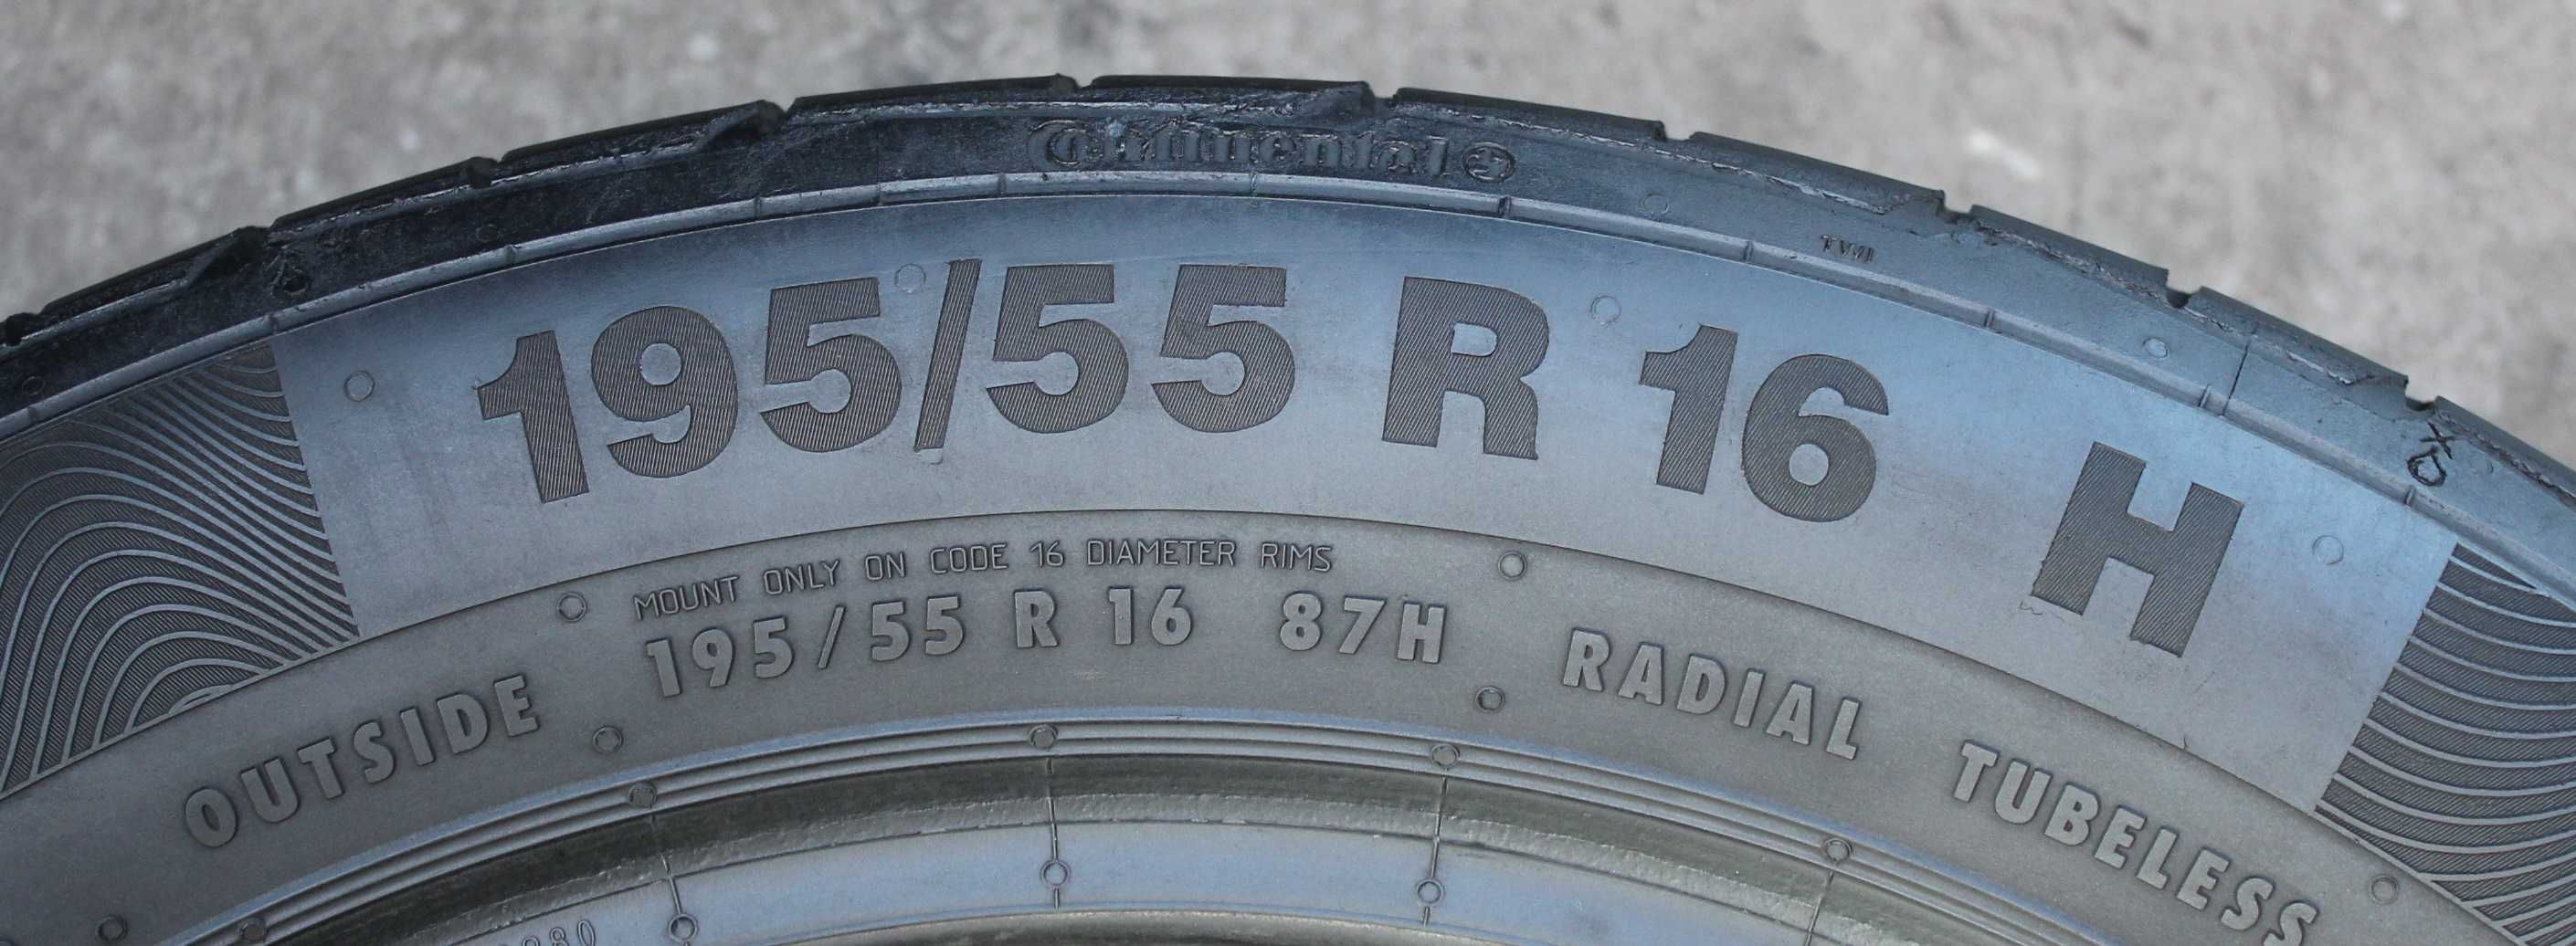 Continental
TWI
195/55 R 16 H
MOUNT ONLY ON CODE 16 DIAMETER RIMS
OUTSIDE 195/55 R 16 87H RADIAL TUBELESS